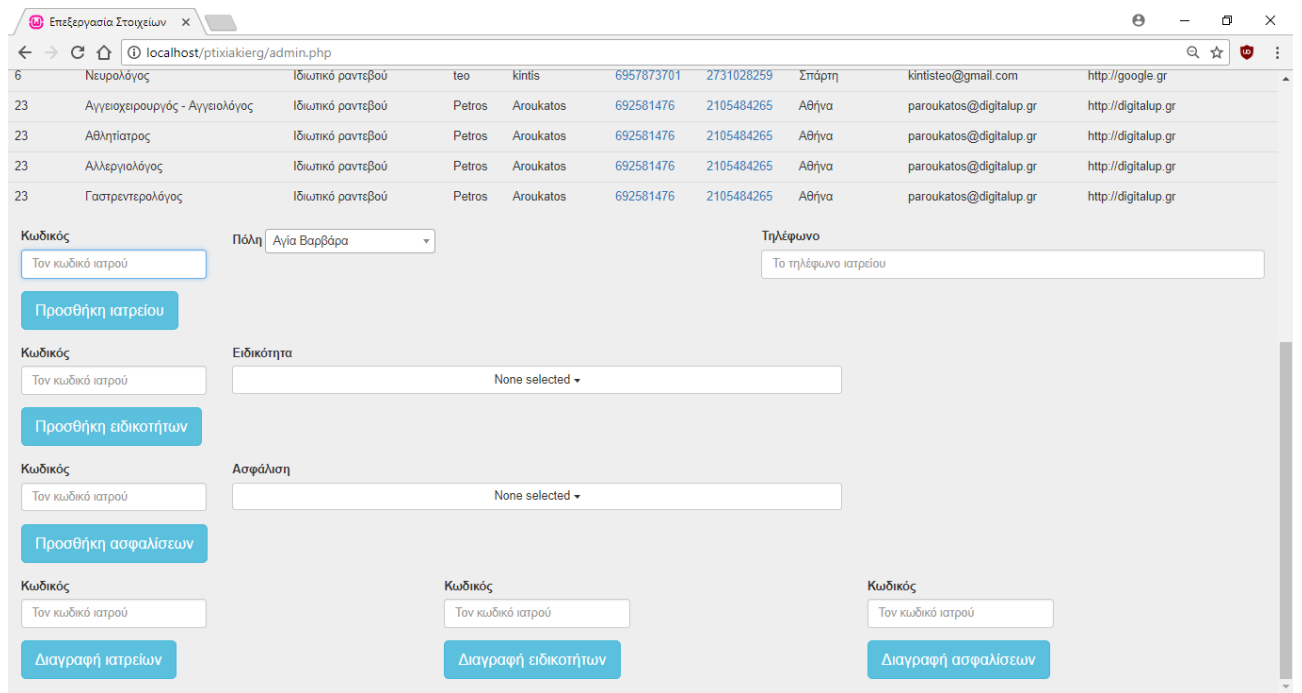 Επεξεργασία Στοιχείων
localhost/ptixiakierg/admin.php
6 Νευρολόγος Ιδιωτικό ραντεβού teo kintis 6957873701 2731028259 Σπάρτη kintisteo@gmail.com http://google.gr
23 Αγγειοχειρουργός - Αγγειολόγος Ιδιωτικό ραντεβού Petros Aroukatos 692581476 2105484265 Αθήνα paroukatos@digitalup.gr http://digitalup.gr
23 Αθλητίατρος Ιδιωτικό ραντεβού Petros Aroukatos 692581476 2105484265 Αθήνα paroukatos@digitalup.gr http://digitalup.gr
23 Αλλεργιολόγος Ιδιωτικό ραντεβού Petros Aroukatos 692581476 2105484265 Αθήνα paroukatos@digitalup.gr http://digitalup.gr
23 Γαστρεντερολόγος Ιδιωτικό ραντεβού Petros Aroukatos 692581476 2105484265 Αθήνα paroukatos@digitalup.gr http://digitalup.gr
Κωδικός Πόλη Αγία Βαρβάρα Τηλέφωνο
Τον κωδικό ιατρού Το τηλέφωνο ιατρείου
Προσθήκη ιατρείου
Κωδικός Ειδικότητα
Τον κωδικό ιατρού None selected
Προσθήκη ειδικοτήτων
Κωδικός Ασφάλιση
Τον κωδικό ιατρού None selected
Προσθήκη ασφαλίσεων
Κωδικός Κωδικός Κωδικός
Τον κωδικό ιατρού Τον κωδικό ιατρού Τον κωδικό ιατρού
Διαγραφή ιατρείων Διαγραφή ειδικοτήτων Διαγραφή ασφαλίσεων